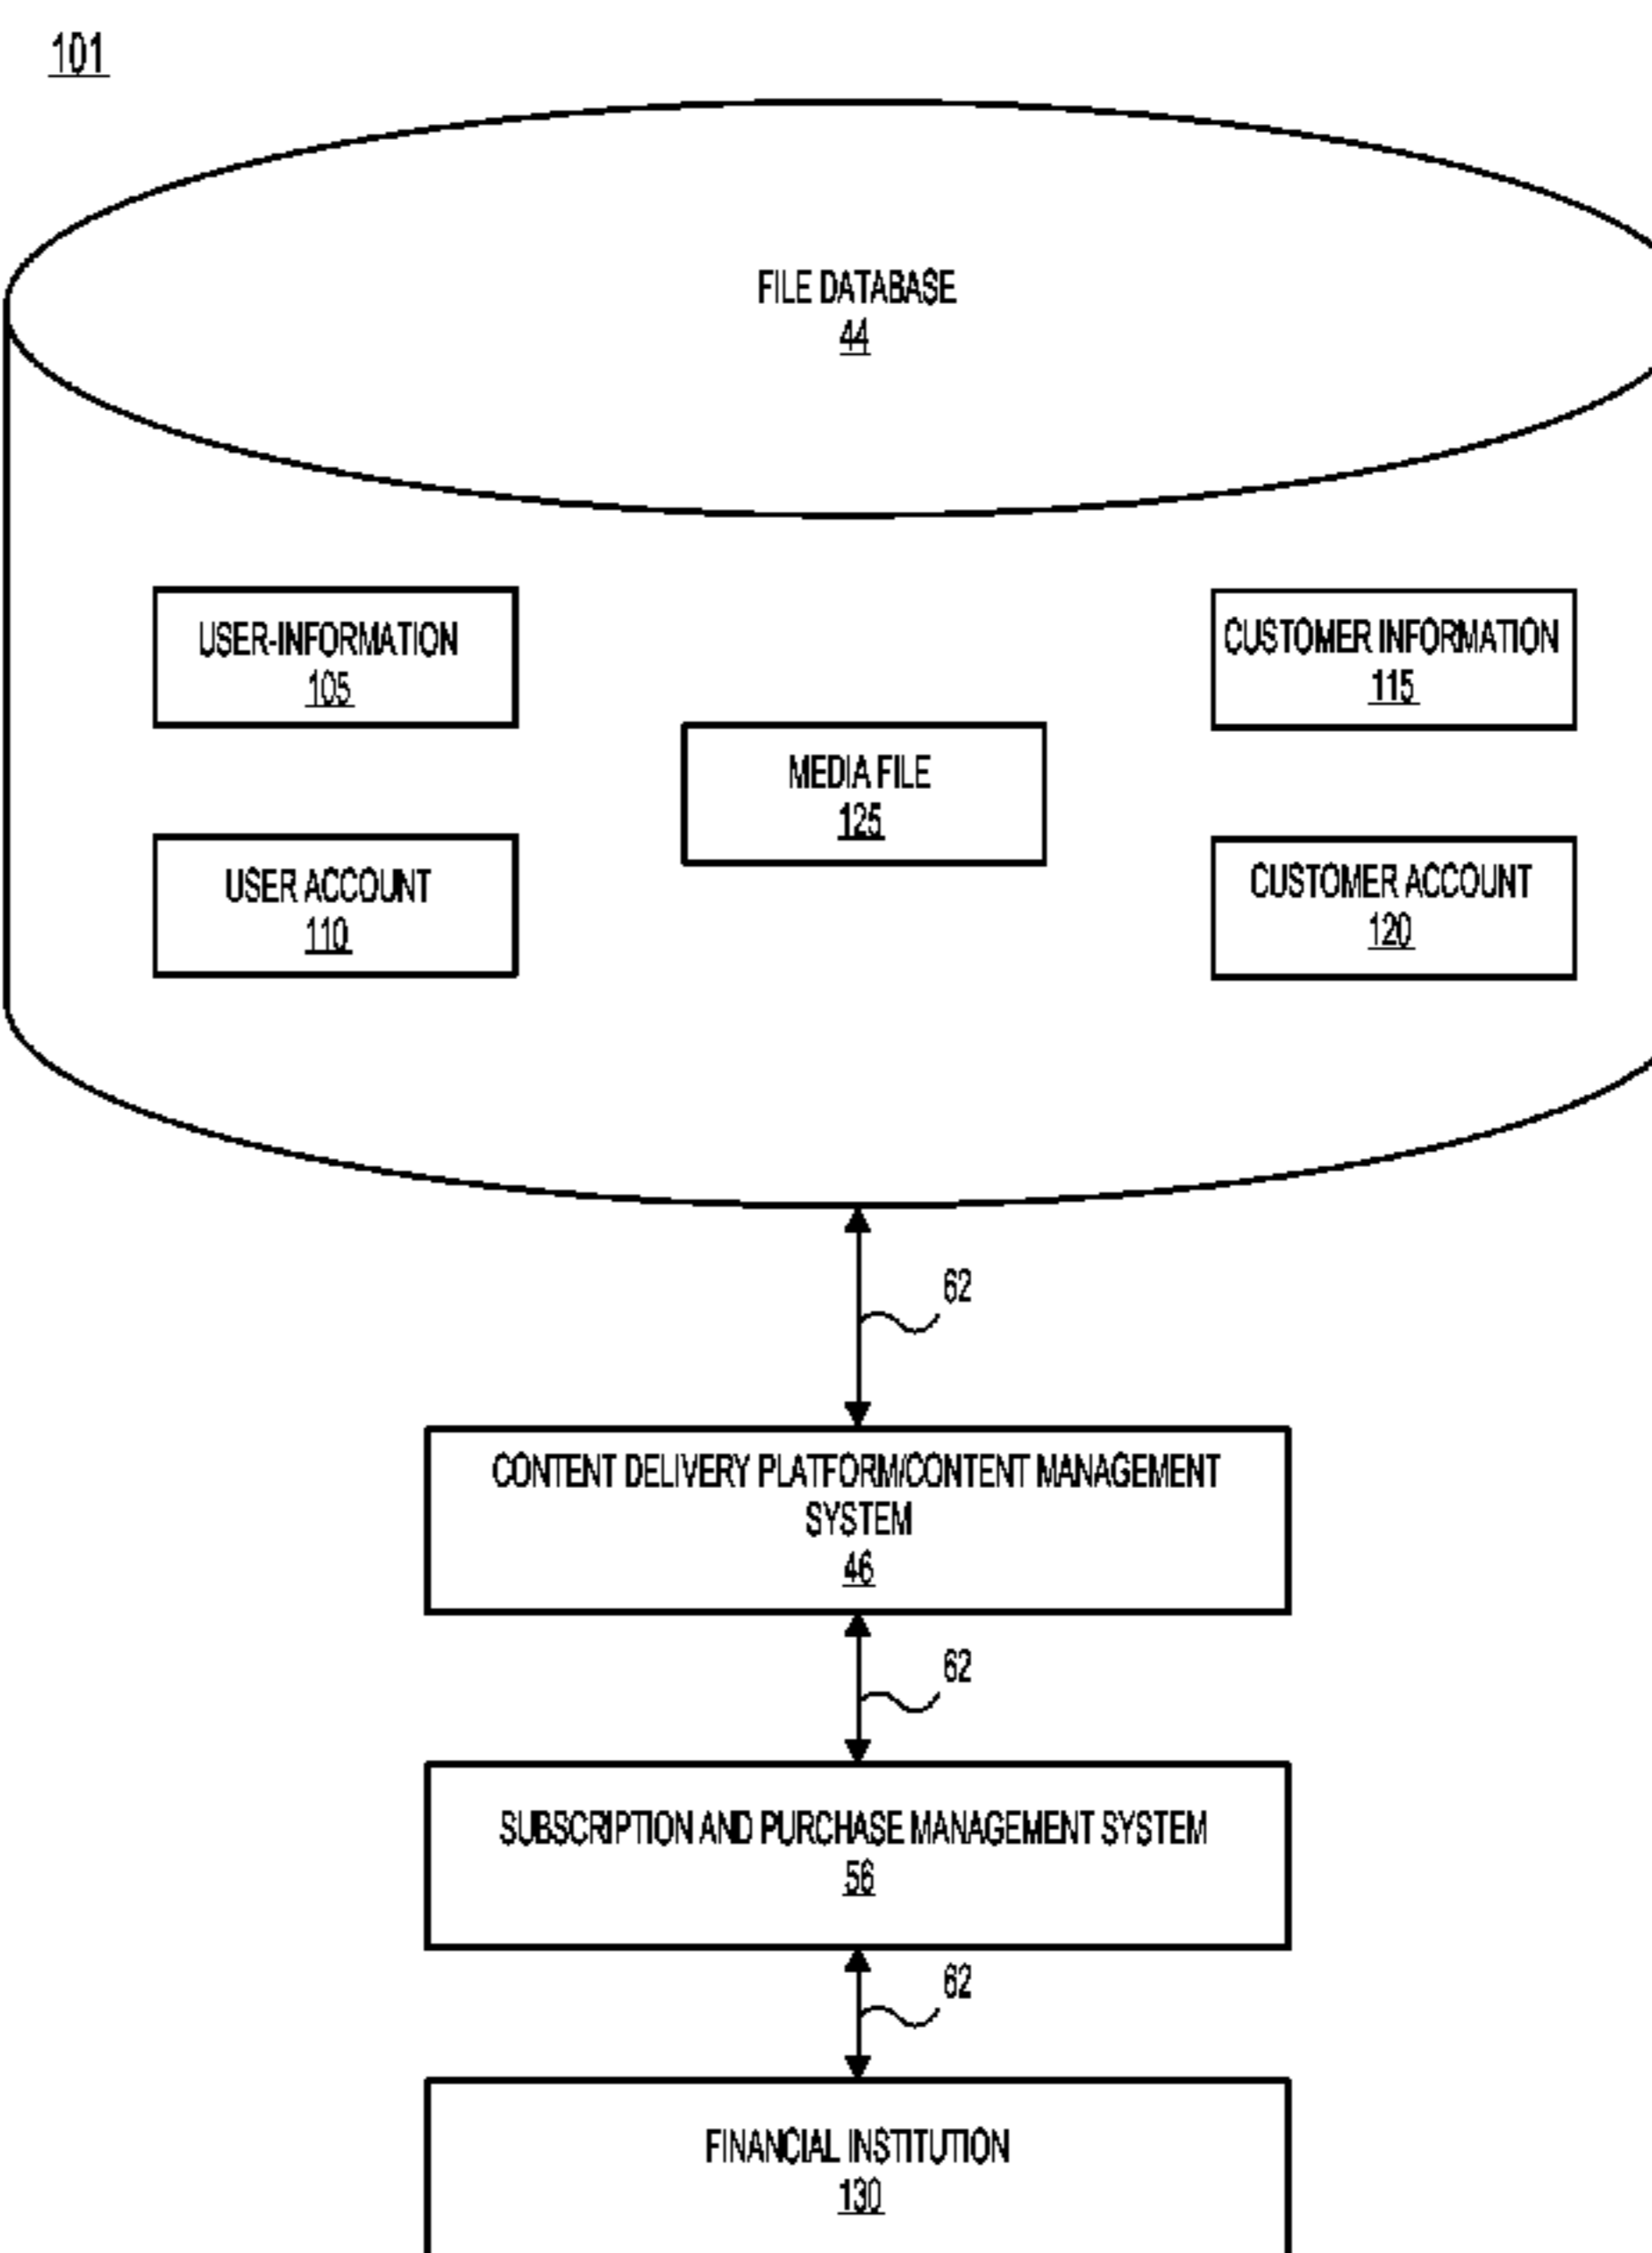 101
FILE DATABASE
44
USER-INFORMATION
105
CUSTOMER INFORMATION
115
MEDIA FILE
125
USER ACCOUNT
110
CUSTOMER ACCOUNT
120
62
CONTENT DELIVERY PLATFORM/CONTENT MANAGEMENT
SYSTEM
46
62
SUBSCRIPTION AND PURCHASE MANAGEMENT SYSTEM
56
62
FINANCIAL INSTITUTION
130